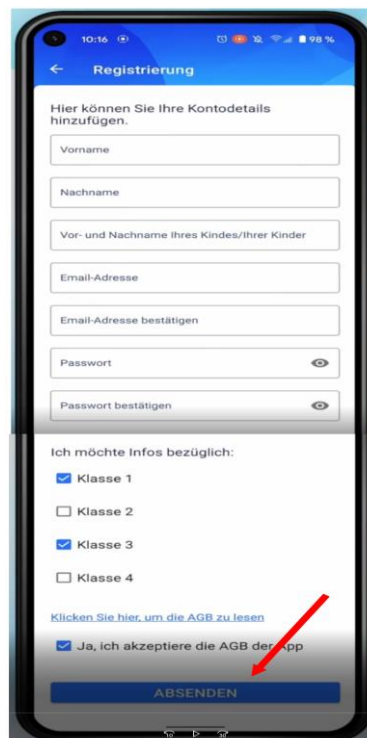 10:16
98 %
Registrierung
Hier können Sie Ihre Kontodetails
hinzufügen.
Vorname
Nachname
Vor- und Nachname Ihres Kindes/Ihrer Kinder
Email-Adresse
Email-Adresse bestätigen
Passwort
Passwort bestätigen
Ich möchte Infos bezüglich:
Klasse 1
Klasse 2
Klasse 3
Klasse 4
Klicken Sie hier, um die AGB zu lesen
Ja, ich akzeptiere die AGB der App
ABSENDEN